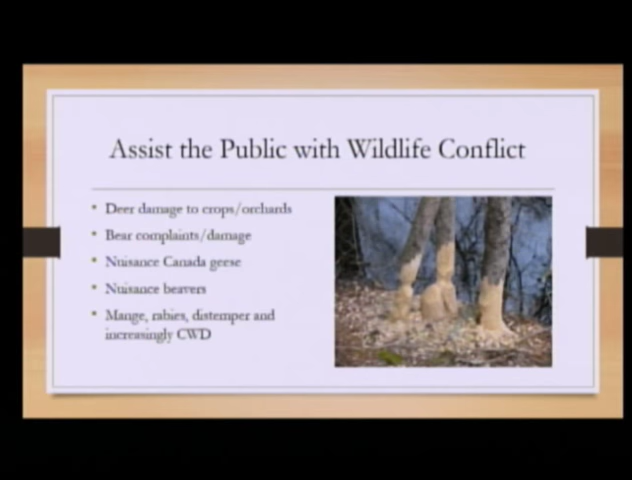 Assist the Public with Wildlife Conflict
• Deer damage to crops/orchards
• Bear complaints/damage
• Nuisance Canada geese
• Nuisance beavers
• Mange, rabies, distemper and
increasingly CWD